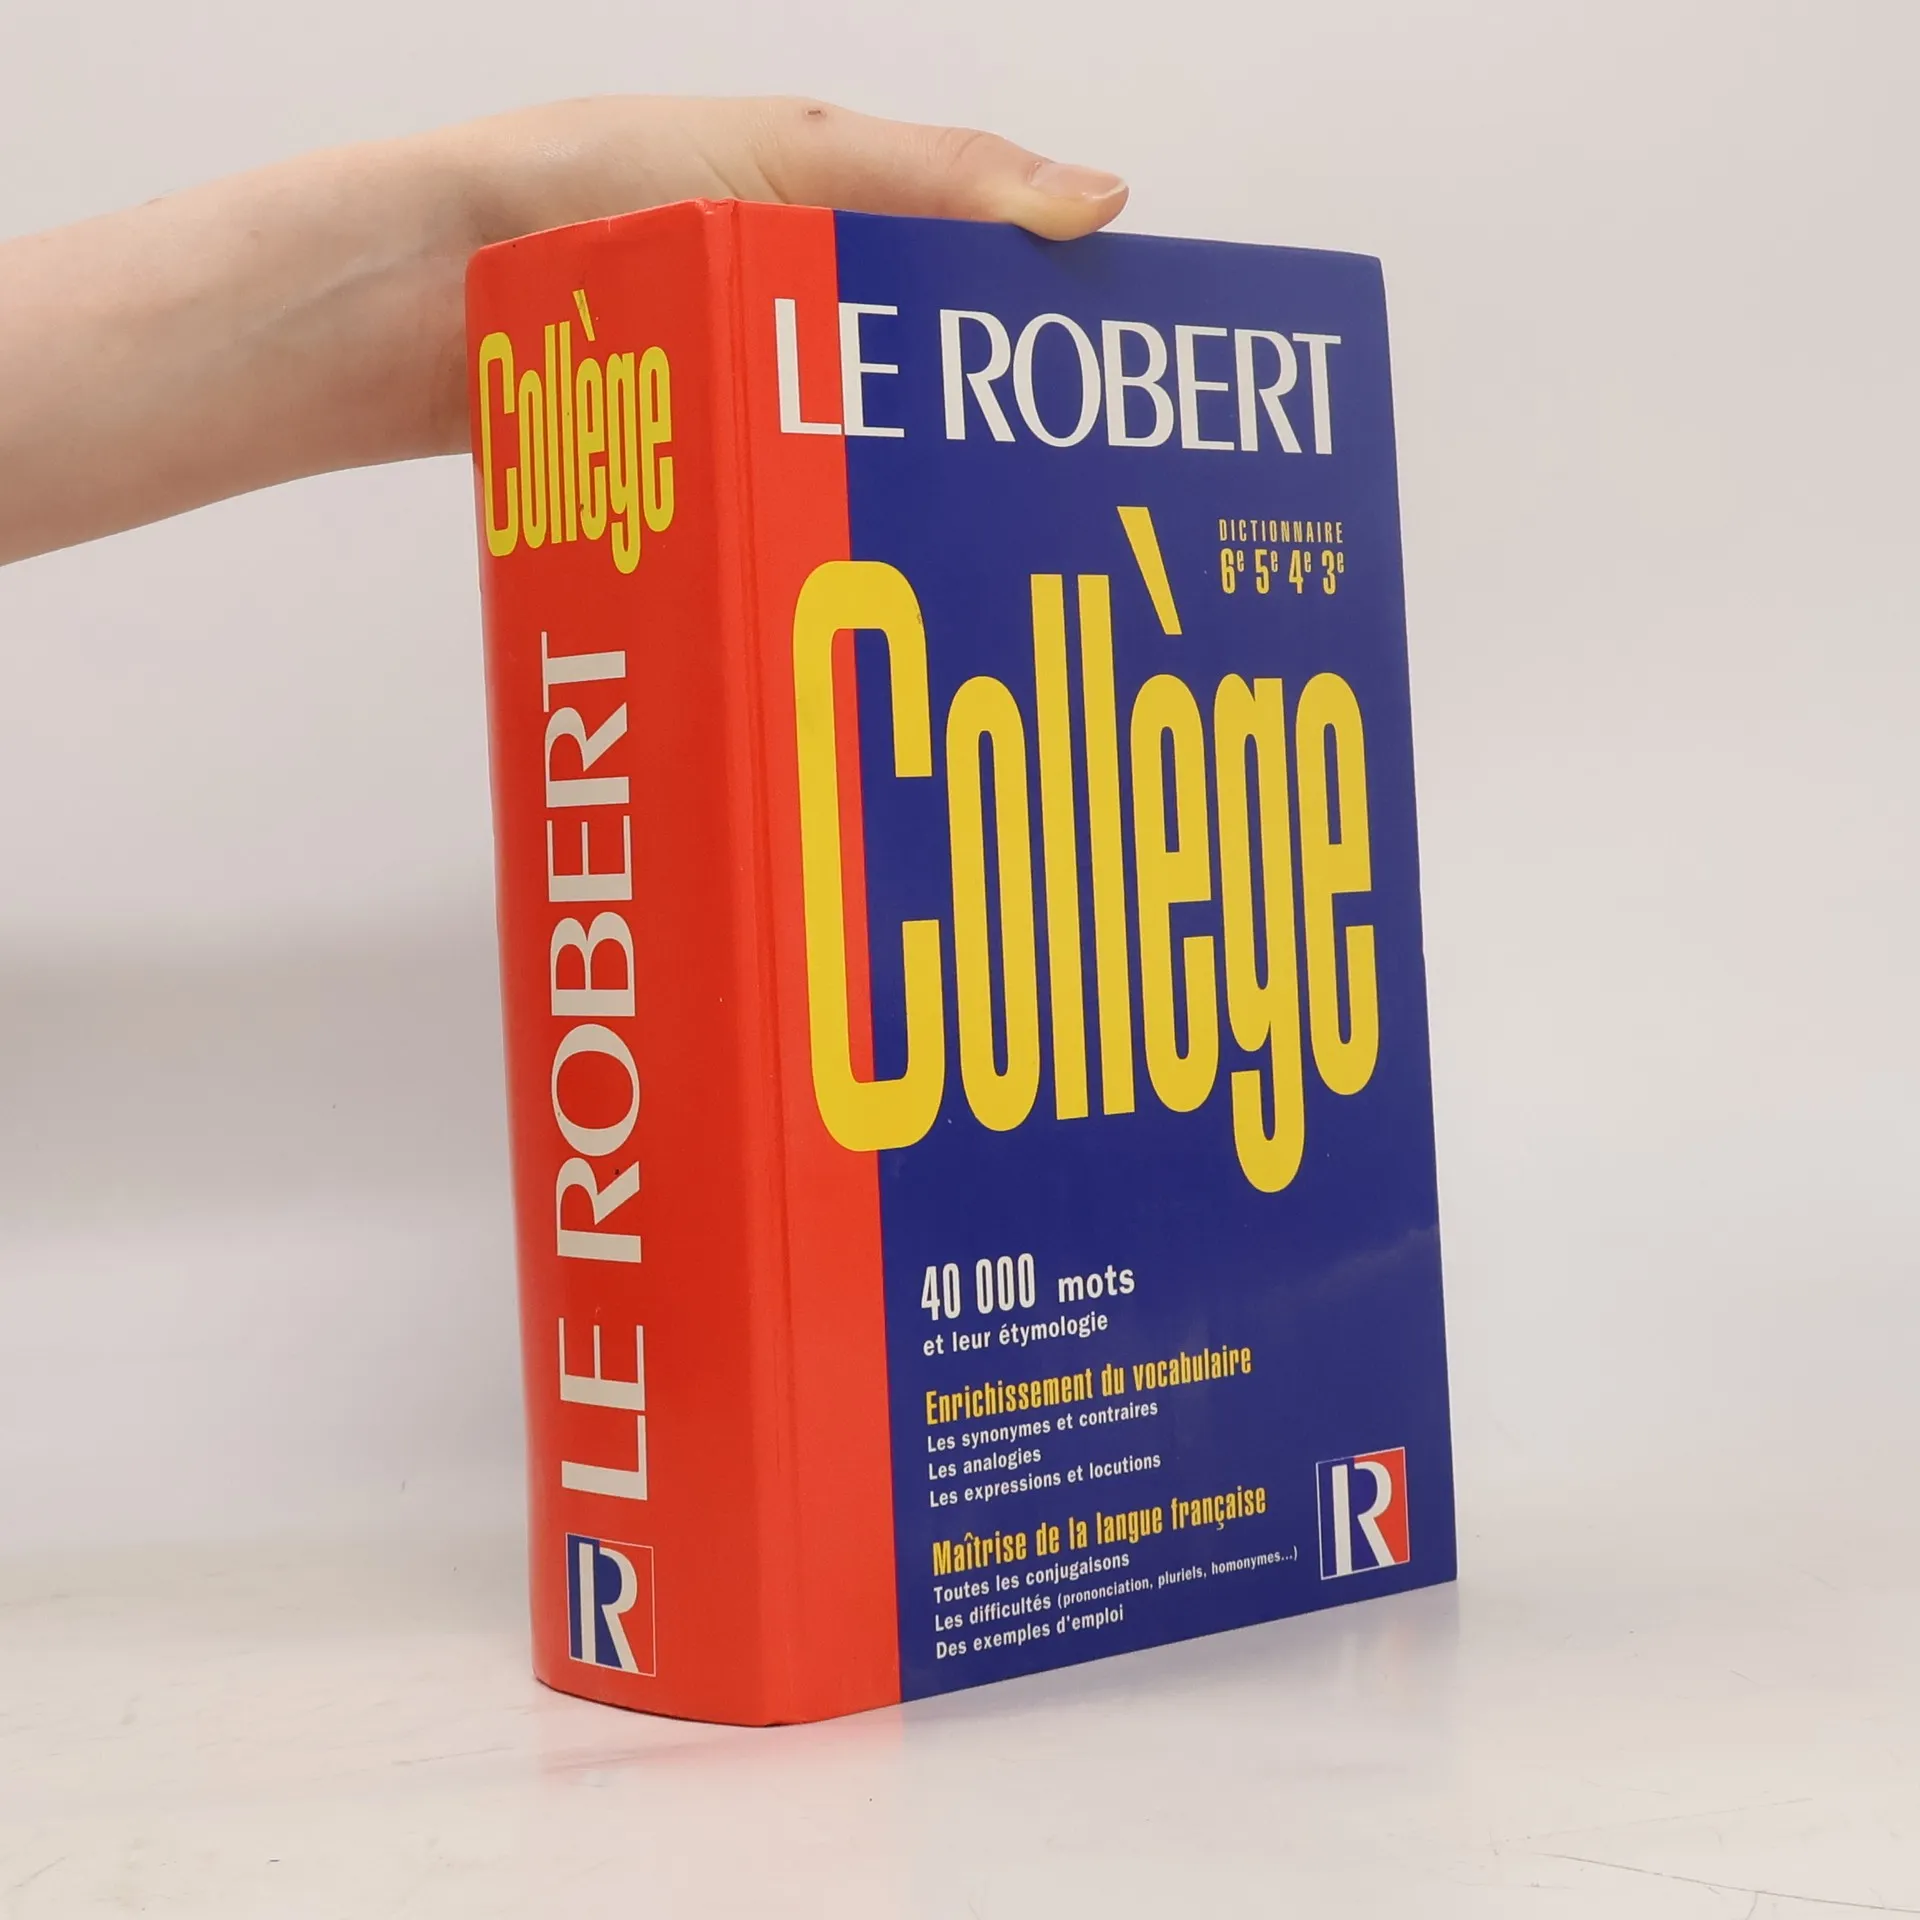 Collège
LE ROBERT
R
LE ROBERT
DICTIONNAIRE
6e 5e 4e 3e
Collège
40 000 mots
et leur étymologie
Enrichissement du vocabulaire
Les synonymes et contraires
Les analogies
Les expressions et locutions
Maîtrise de la langue française
Toutes les conjugaisons
Les difficultés (prononciation, pluriels, homonymes...)
Des exemples d'emploi
R